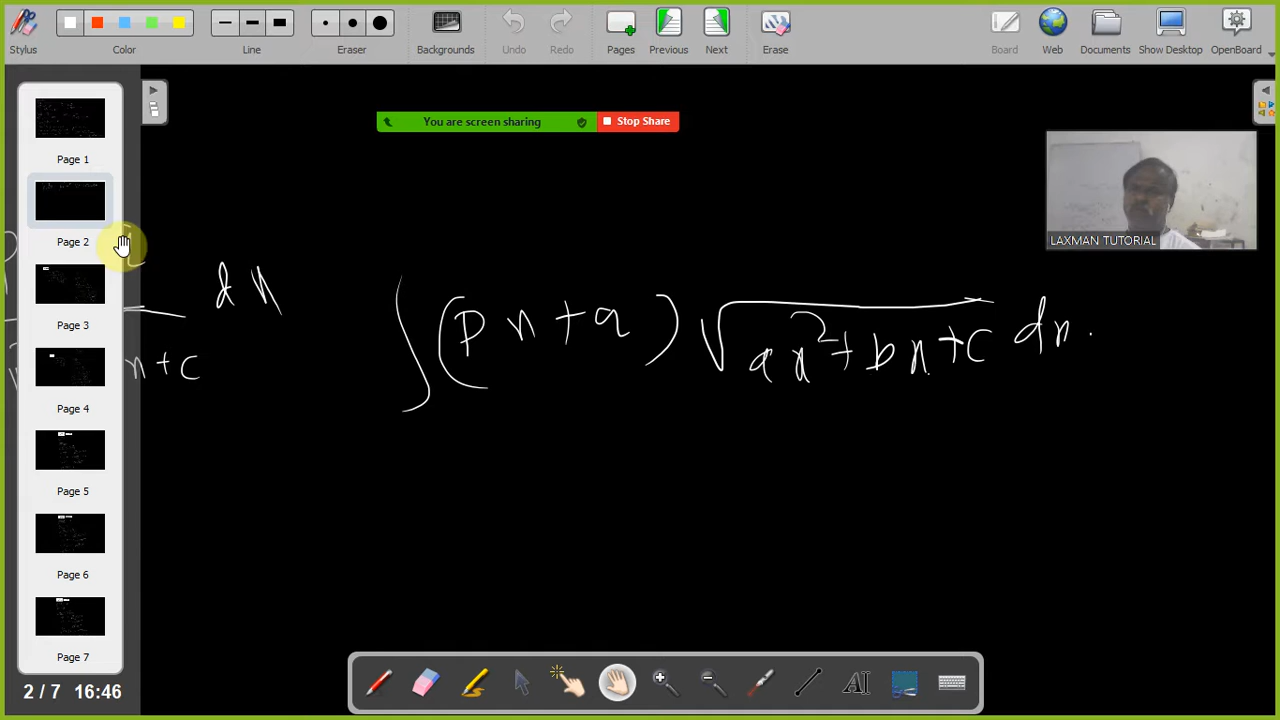 Stylus Color Line Eraser Backgrounds Undo Redo Pages Previous Next Erase Board Web Documents Show Desktop OpenBoard
You are screen sharing Stop Share
LAXMAN TUTORIAL
Page 1
Page 2
Page 3
Page 4
Page 5
Page 6
Page 7
dx
x+c
∫(px+q)√ax²+bx+c dx.
2 / 7 16:46
AI